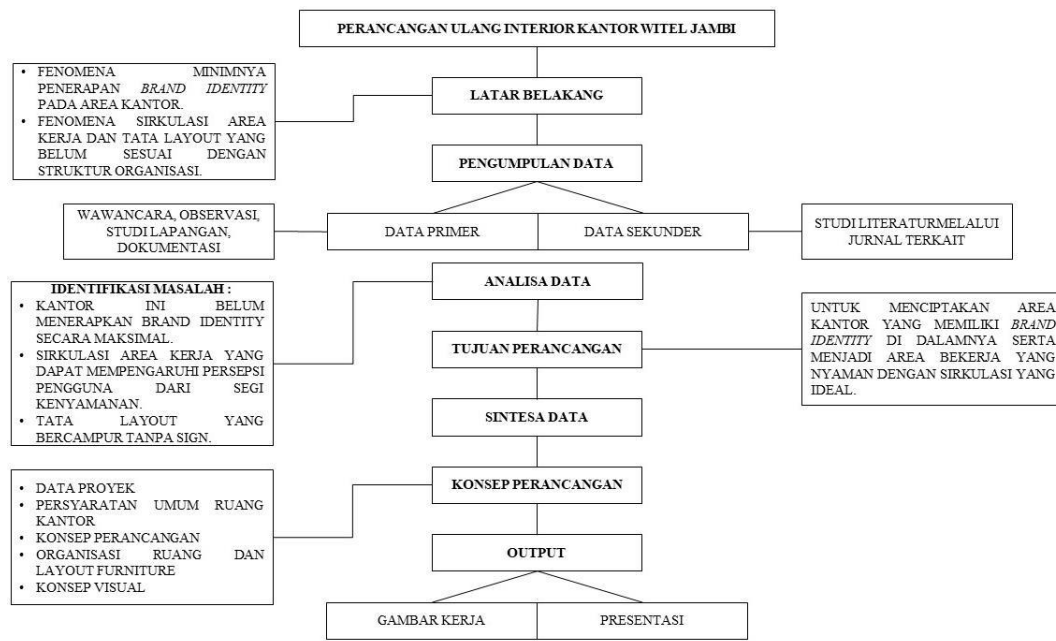 PERANCANGAN ULANG INTERIOR KANTOR WITEL JAMBI
• FENOMENA MINIMNYA
PENERAPAN BRAND IDENTITY
PADA AREA KANTOR.
• FENOMENA SIRKULASI AREA
KERJA DAN TATA LAYOUT YANG
BELUM SESUAI DENGAN
STRUKTUR ORGANISASI.
LATAR BELAKANG
PENGUMPULAN DATA
WAWANCARA, OBSERVASI,
STUDI LAPANGAN,
DOKUMENTASI
DATA PRIMER
DATA SEKUNDER
STUDI LITERATURMELALUI
JURNAL TERKAIT
ANALISA DATA
IDENTIFIKASI MASALAH :
• KANTOR INI BELUM
MENERAPKAN BRAND IDENTITY
SECARA MAKSIMAL.
• SIRKULASI AREA KERJA YANG
DAPAT MEMPENGARUHI PERSEPSI
PENGGUNA DARI SEGI
KENYAMANAN.
• TATA LAYOUT YANG
BERCAMPUR TANPA SIGN.
TUJUAN PERANCANGAN
UNTUK MENCIPTAKAN AREA
KANTOR YANG MEMILIKI BRAND
IDENTITY DI DALAMNYA SERTA
MENJADI AREA BEKERJA YANG
NYAMAN DENGAN SIRKULASI YANG
IDEAL.
SINTESA DATA
KONSEP PERANCANGAN
• DATA PROYEK
• PERSYARATAN UMUM RUANG
KANTOR
• KONSEP PERANCANGAN
• ORGANISASI RUANG DAN
LAYOUT FURNITURE
• KONSEP VISUAL
OUTPUT
GAMBAR KERJA
PRESENTASI